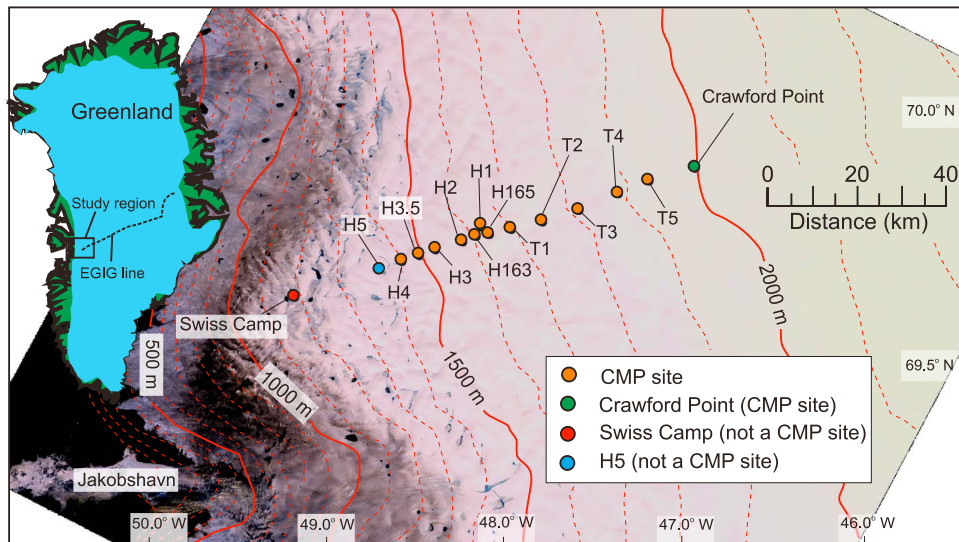 Greenland
Study region
EGIG line
Crawford Point
70.0° N
T4
T2
H1
H165
H2
H3.5
H5
0 20 40
Distance (km)
T5
T3
T1
H163
H3
H4
Swiss Camp
2000 m
500 m
1000 m
1500 m
69.5° N
CMP site
Crawford Point (CMP site)
Swiss Camp (not a CMP site)
H5 (not a CMP site)
Jakobshavn
50.0° W
49.0° W
48.0° W
47.0° W
46.0° W